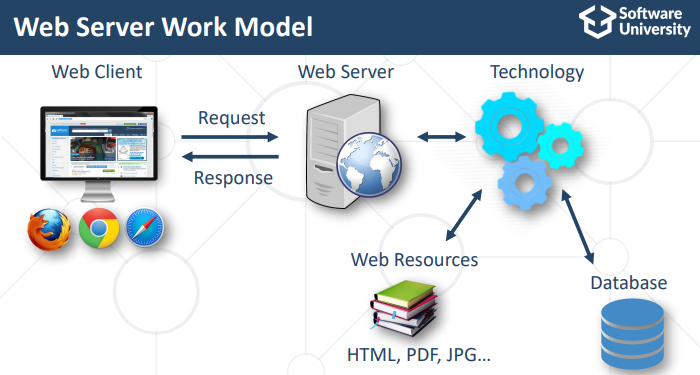 Web Server Work Model
Software
University
Web Client
Web Server
Technology
Request
Response
Web Resources
HTML, PDF, JPG...
Database